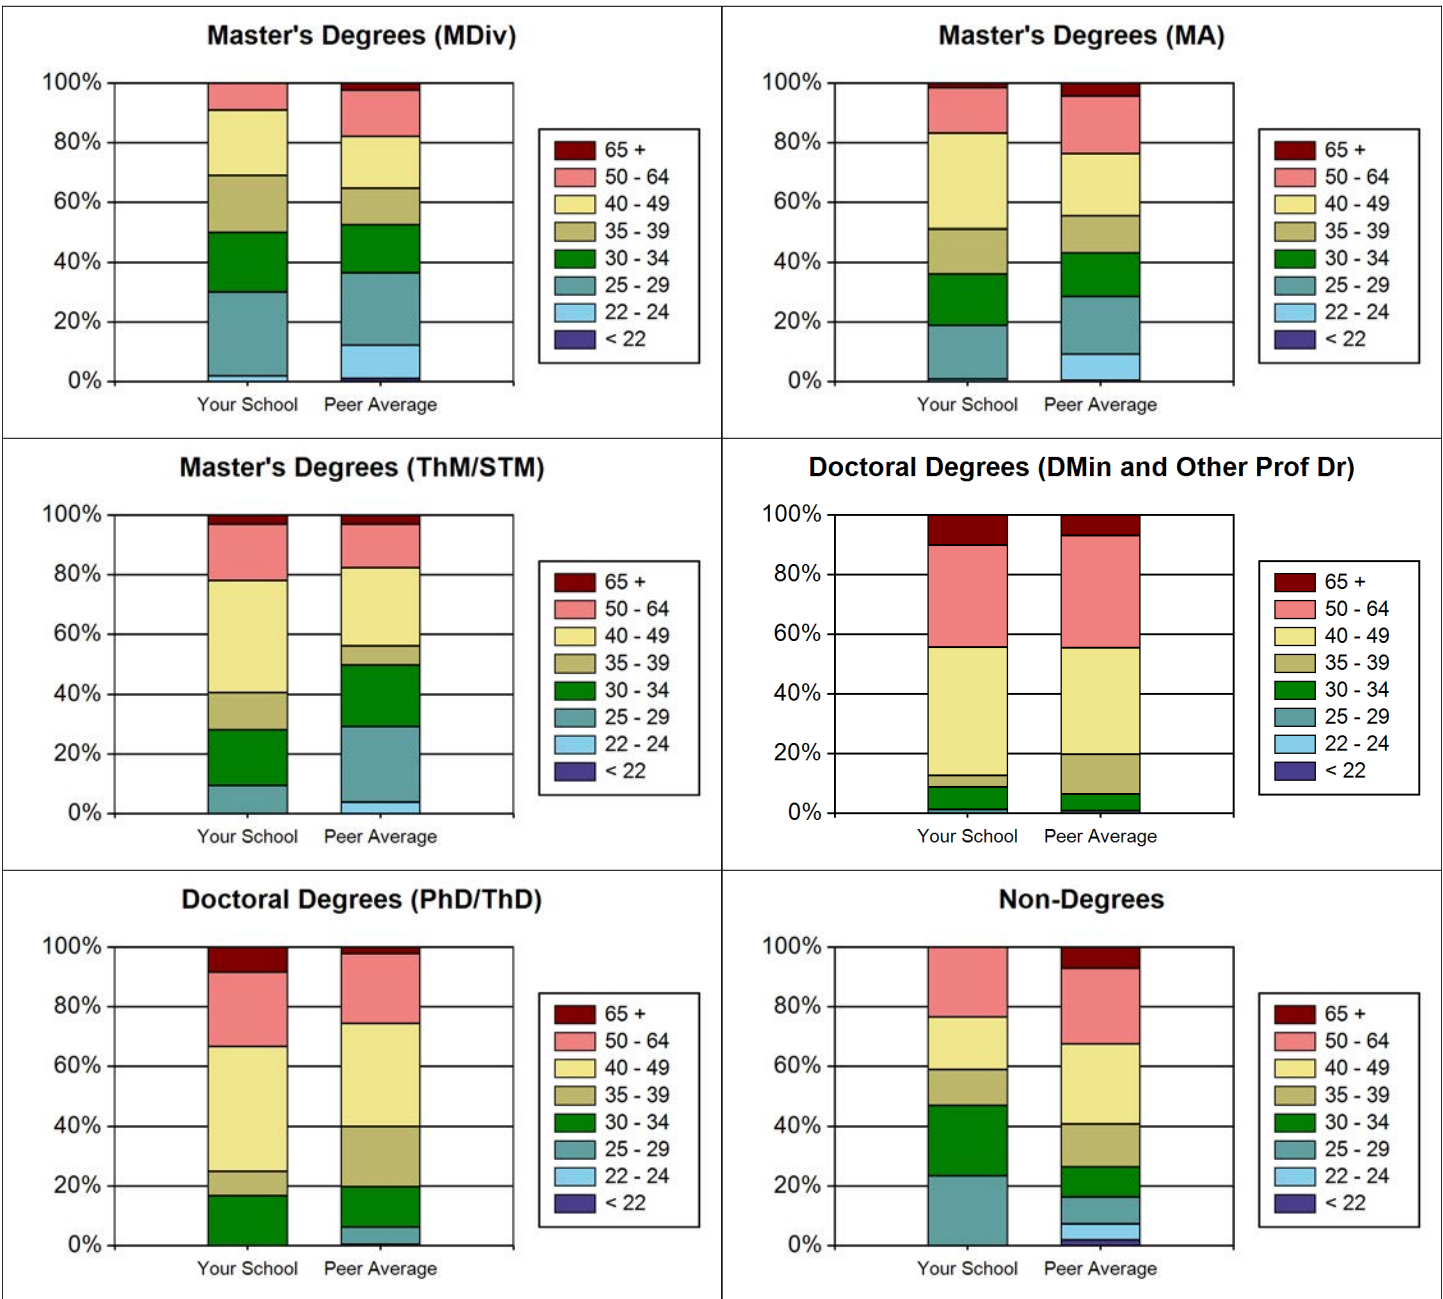 Master's Degrees (MDiv)
100%
80%
60%
40%
20%
0%
Your School Peer Average
65 +
50 - 64
40 - 49
35 - 39
30 - 34
25 - 29
22 - 24
< 22
Master's Degrees (MA)
100%
80%
60%
40%
20%
0%
Your School Peer Average
65 +
50 - 64
40 - 49
35 - 39
30 - 34
25 - 29
22 - 24
< 22
Master's Degrees (ThM/STM)
100%
80%
60%
40%
20%
0%
Your School Peer Average
65 +
50 - 64
40 - 49
35 - 39
30 - 34
25 - 29
22 - 24
< 22
Doctoral Degrees (DMin and Other Prof Dr)
100%
80%
60%
40%
20%
0%
Your School Peer Average
65 +
50 - 64
40 - 49
35 - 39
30 - 34
25 - 29
22 - 24
< 22
Doctoral Degrees (PhD/ThD)
100%
80%
60%
40%
20%
0%
Your School Peer Average
65 +
50 - 64
40 - 49
35 - 39
30 - 34
25 - 29
22 - 24
< 22
Non-Degrees
100%
80%
60%
40%
20%
0%
Your School Peer Average
65 +
50 - 64
40 - 49
35 - 39
30 - 34
25 - 29
22 - 24
< 22